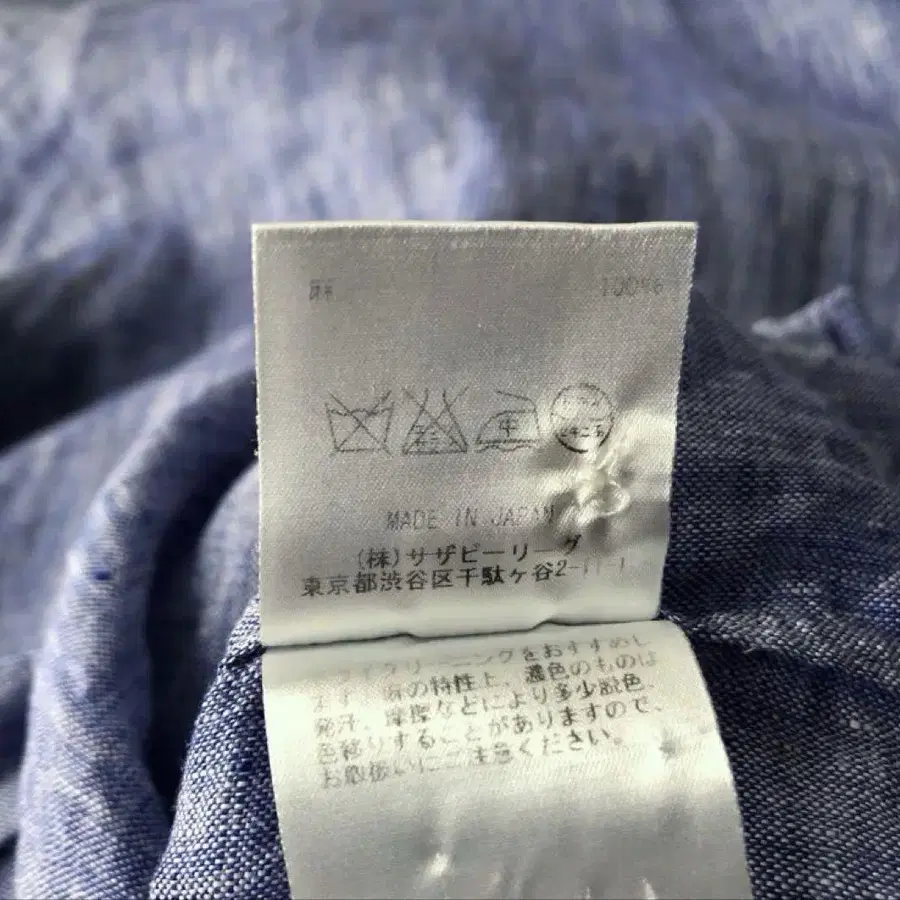 麻 100%
中
MADE IN JAPAN
(株)サザビーリーグ
東京都渋谷区千駄ケ谷2-11-1
クリーニングをおすすめし
ます。麻の特性上、濃色のものは
発汗、摩擦などにより多少脱色、
色移りすることがありますので、
お取扱いにご注意ください。